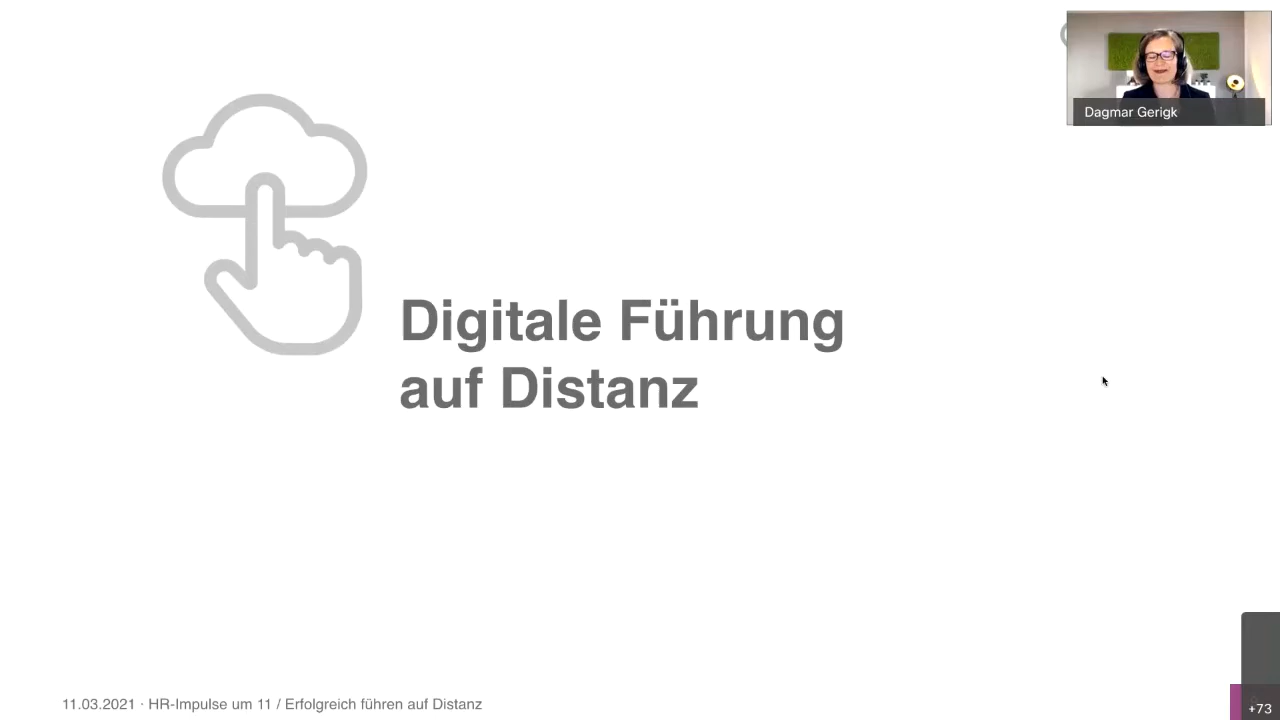 Dagmar Gerigk
Digitale Führung
auf Distanz
11.03.2021 · HR-Impulse um 11 / Erfolgreich führen auf Distanz
+73